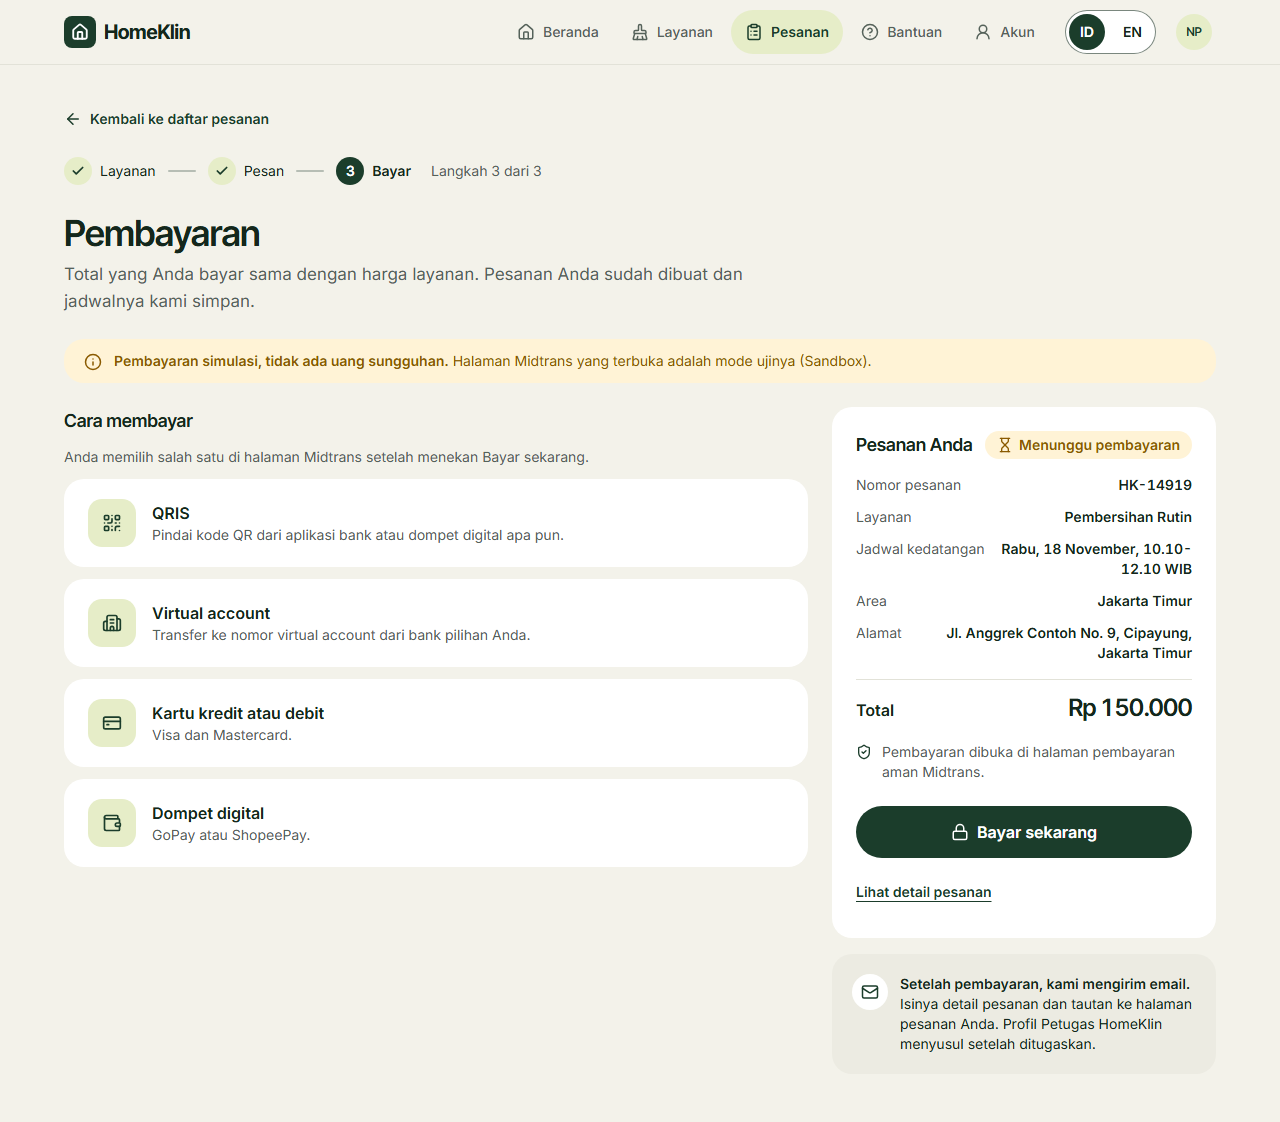 HomeKlin
Beranda
Layanan
Pesanan
Bantuan
Akun
ID
EN
NP
Kembali ke daftar pesanan
Layanan
Pesan
3
Bayar
Langkah 3 dari 3
Pembayaran
Total yang Anda bayar sama dengan harga layanan. Pesanan Anda sudah dibuat dan
jadwalnya kami simpan.
Pembayaran simulasi, tidak ada uang sungguhan. Halaman Midtrans yang terbuka adalah mode ujinya (Sandbox).
Cara membayar
Anda memilih salah satu di halaman Midtrans setelah menekan Bayar sekarang.
QRIS
Pindai kode QR dari aplikasi bank atau dompet digital apa pun.
Virtual account
Transfer ke nomor virtual account dari bank pilihan Anda.
Kartu kredit atau debit
Visa dan Mastercard.
Dompet digital
GoPay atau ShopeePay.
Pesanan Anda
Menunggu pembayaran
Nomor pesanan
HK-14919
Layanan
Pembersihan Rutin
Jadwal kedatangan
Rabu, 18 November, 10.10-
12.10 WIB
Area
Jakarta Timur
Alamat
Jl. Anggrek Contoh No. 9, Cipayung,
Jakarta Timur
Total
Rp 150.000
Pembayaran dibuka di halaman pembayaran
aman Midtrans.
Bayar sekarang
Lihat detail pesanan
Setelah pembayaran, kami mengirim email.
Isinya detail pesanan dan tautan ke halaman
pesanan Anda. Profil Petugas HomeKlin
menyusul setelah ditugaskan.